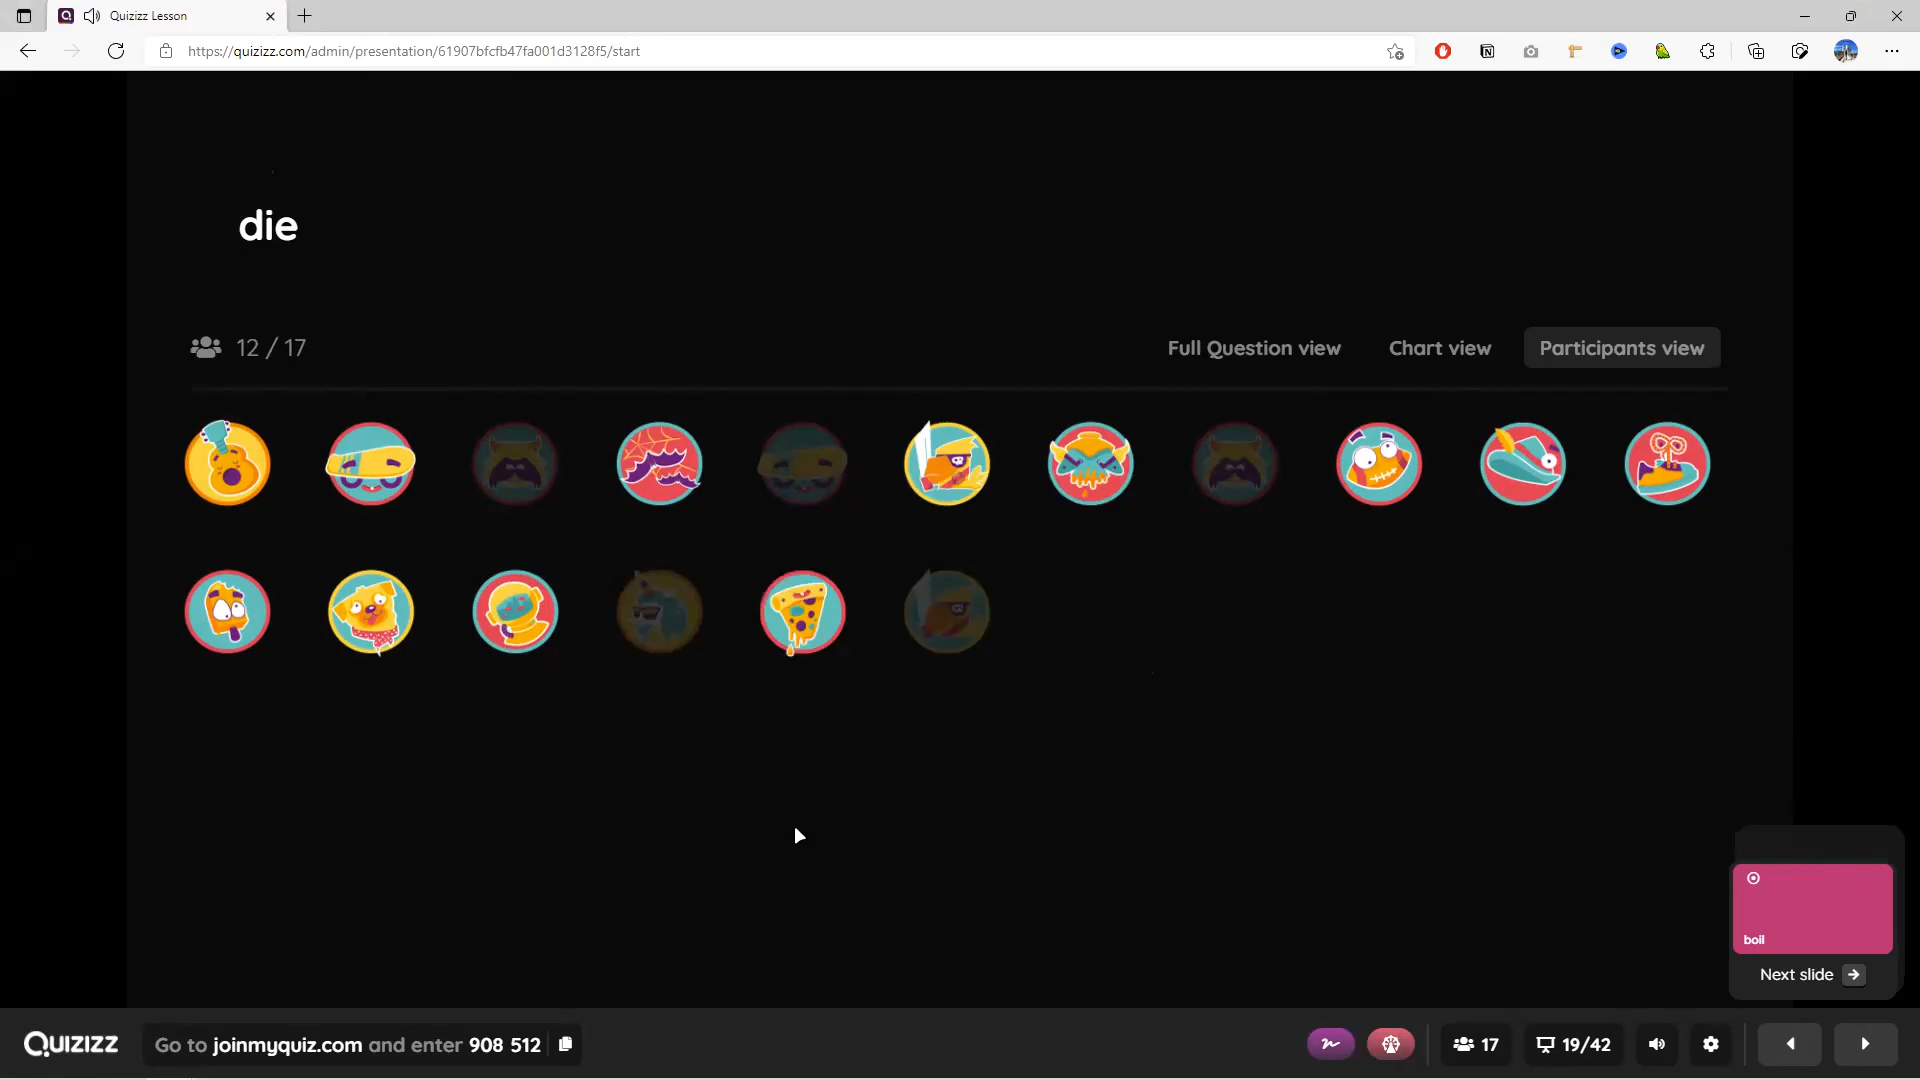 Quizizz Lesson
https://quizizz.com/admin/presentation/61907bfcfb47fa001d3128f5/start
die
12 / 17
Full Question view
Chart view
Participants view
boil
Next slide
QUIZIZZ
Go to joinmyquiz.com and enter 908 512
17
19/42